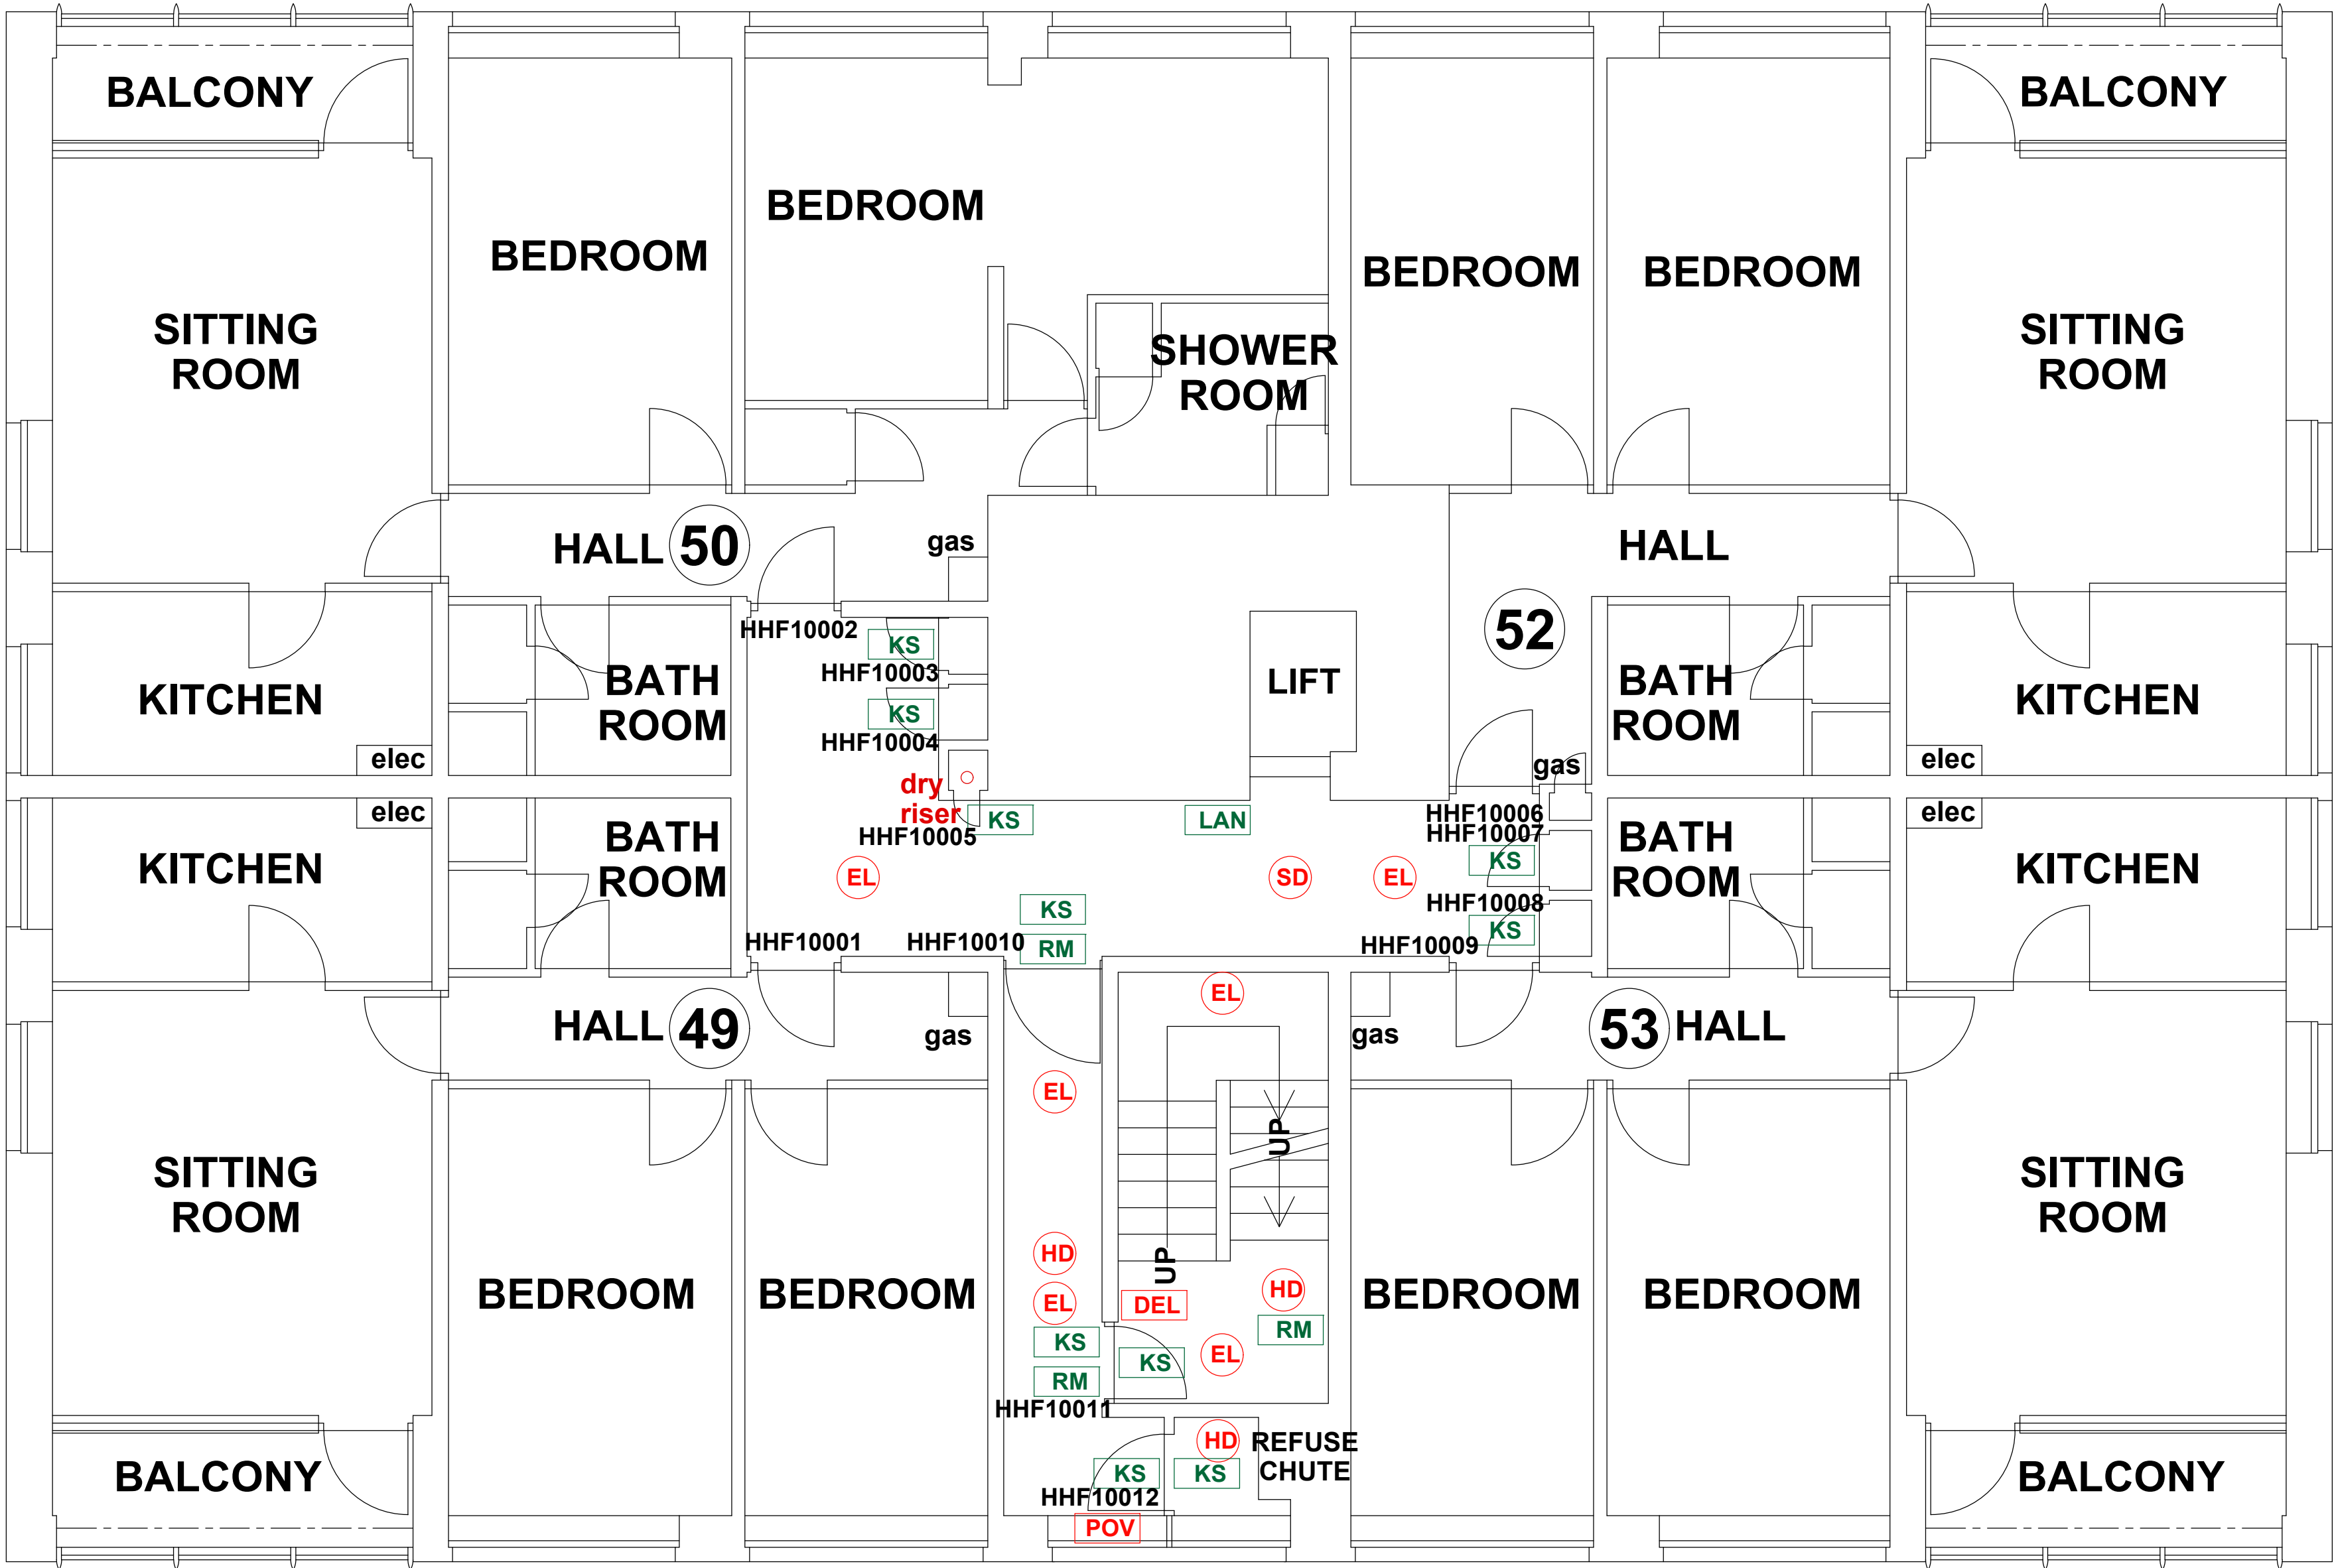 BALCONY
BALCONY
BEDROOM
BEDROOM
BEDROOM
BEDROOM
SITTING
ROOM
SHOWER
ROOM
SITTING
ROOM
HALL
50
gas
HALL
52
HHF10002
KS
HHF10003
KS
HHF10004
LIFT
KITCHEN
BATH
ROOM
BATH
ROOM
KITCHEN
elec
gas
elec
dry
riser
HHF10005
KS
LAN
HHF10006
HHF10007
KS
elec
elec
KITCHEN
BATH
ROOM
EL
SD
EL
BATH
ROOM
KITCHEN
KS
HHF10008
KS
HHF10001
HHF10010
RM
HHF10009
EL
HALL
49
gas
gas
53
HALL
EL
UP
SITTING
ROOM
SITTING
ROOM
HD
UP
HD
BEDROOM
BEDROOM
EL
DEL
BEDROOM
BEDROOM
RM
KS
KS
EL
RM
HHF10011
HD
REFUSE
CHUTE
BALCONY
KS
KS
BALCONY
HHF10012
POV